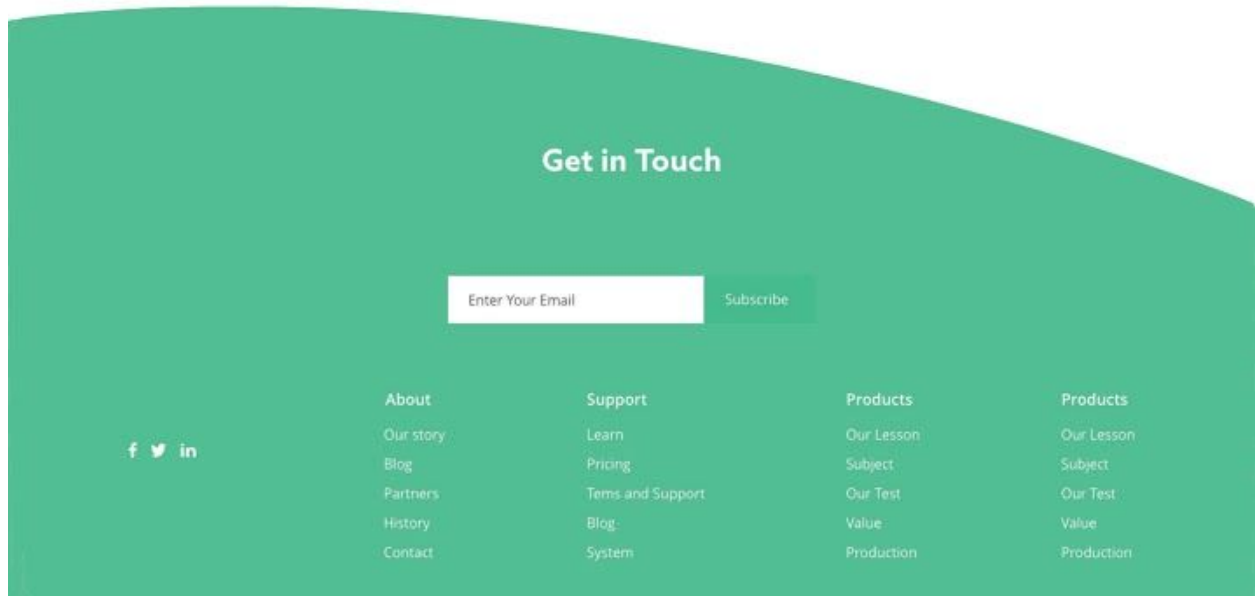 Get in Touch
Enter Your Email
Subscribe
About
Our story
Blog
Partners
History
Contact
Support
Learn
Pricing
Tems and Support
Blog
System
Products
Our Lesson
Subject
Our Test
Value
Production
Products
Our Lesson
Subject
Our Test
Value
Production